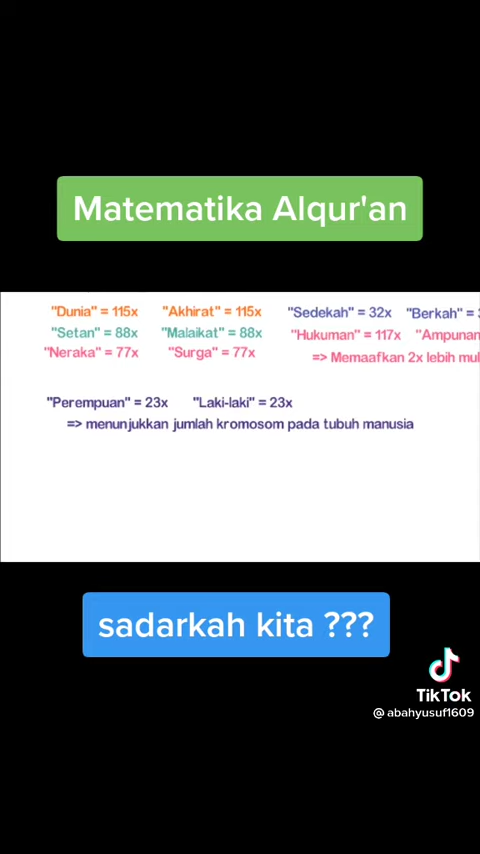 Matematika Alqur'an
"Dunia" = 115x "Akhirat" = 115x "Sedekah" = 32x "Berkah" =
"Setan" = 88x "Malaikat" = 88x "Hukuman" = 117x "Ampunan
"Neraka" = 77x "Surga" = 77x => Memaafkan 2x lebih mul
"Perempuan" = 23x "Laki-laki" = 23x
=> menunjukkan jumlah kromosom pada tubuh manusia
sadarkah kita ???
TikTok
@abahyusuf1609